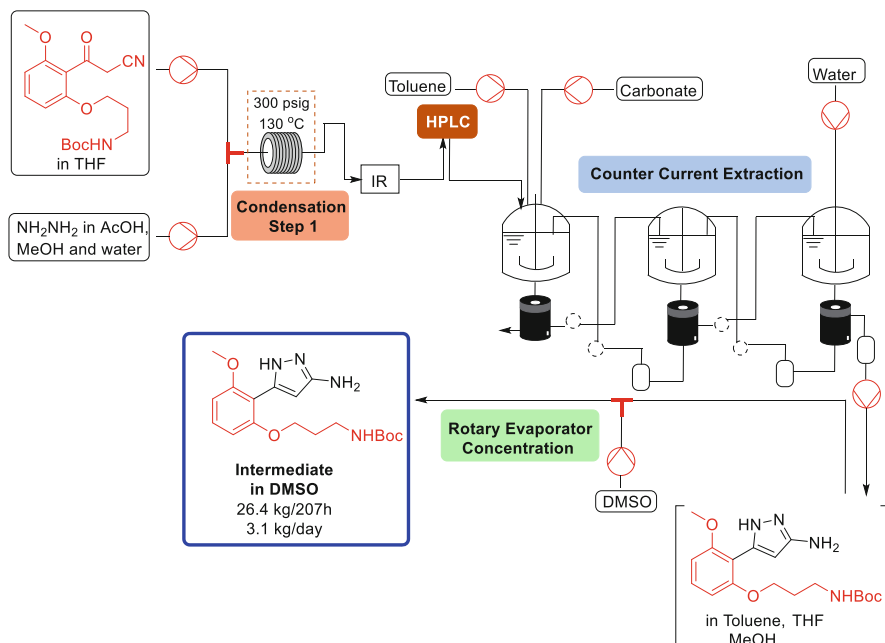 O
O
CN
O
BocHN
in THF
NH2NH2 in AcOH,
MeOH and water
300 psig
130 °C
Condensation
Step 1
IR
HPLC
Toluene
Carbonate
Water
Counter Current Extraction
O
HN
N
NH2
O
NHBoc
Intermediate
in DMSO
26.4 kg/207h
3.1 kg/day
Rotary Evaporator
Concentration
DMSO
O
HN
N
NH2
O
NHBoc
in Toluene, THF
MeOH